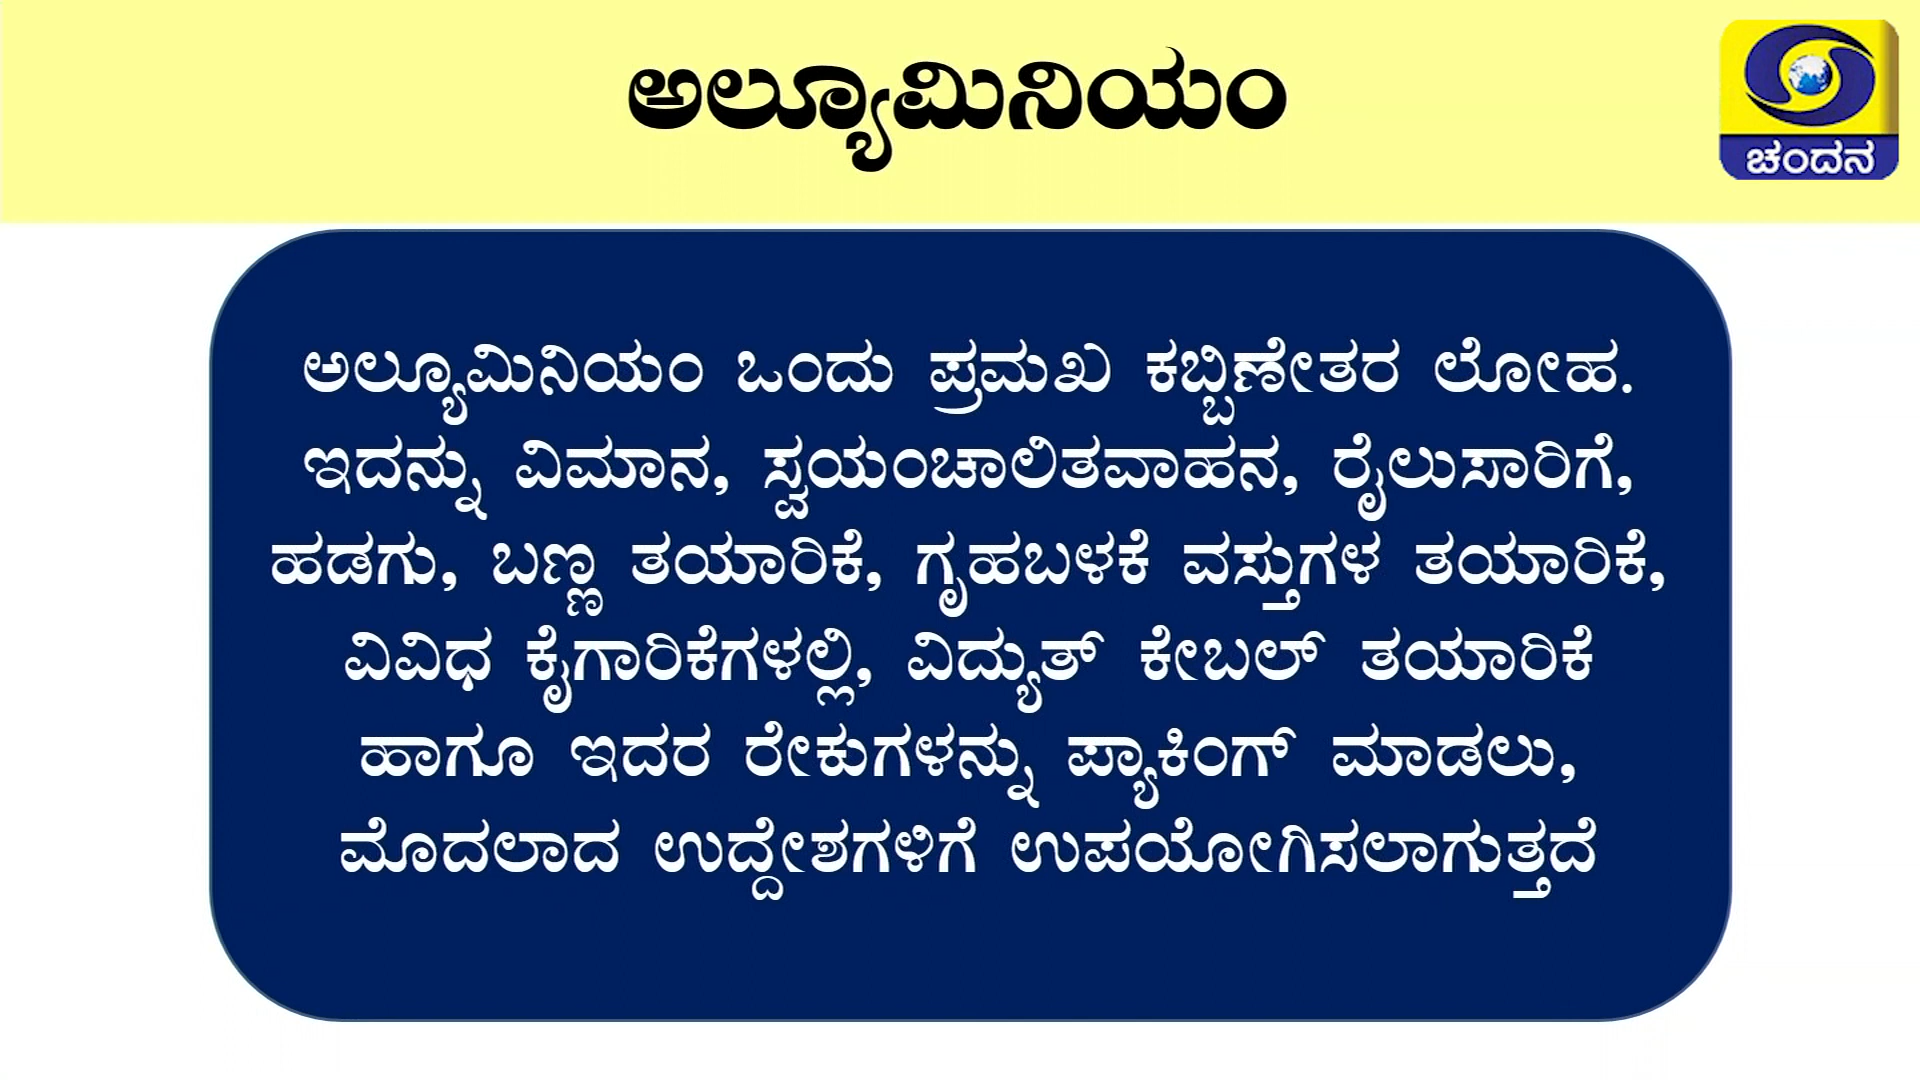 ಅಲ್ಯೂಮಿನಿಯಂ
ಚಂದನ
ಅಲ್ಯೂಮಿನಿಯಂ ಒಂದು ಪ್ರಮುಖ ಕಬ್ಬಿಣೇತರ ಲೋಹ.
ಇದನ್ನು ವಿಮಾನ, ಸ್ವಯಂಚಾಲಿತವಾಹನ, ರೈಲುಸಾರಿಗೆ,
ಹಡಗು, ಬಣ್ಣ ತಯಾರಿಕೆ, ಗೃಹಬಳಕೆ ವಸ್ತುಗಳ ತಯಾರಿಕೆ,
ವಿವಿಧ ಕೈಗಾರಿಕೆಗಳಲ್ಲಿ, ವಿದ್ಯುತ್ ಕೇಬಲ್ ತಯಾರಿಕೆ
ಹಾಗೂ ಇದರ ರೇಕುಗಳನ್ನು ಪ್ಯಾಕಿಂಗ್ ಮಾಡಲು,
ಮೊದಲಾದ ಉದ್ದೇಶಗಳಿಗೆ ಉಪಯೋಗಿಸಲಾಗುತ್ತದೆ